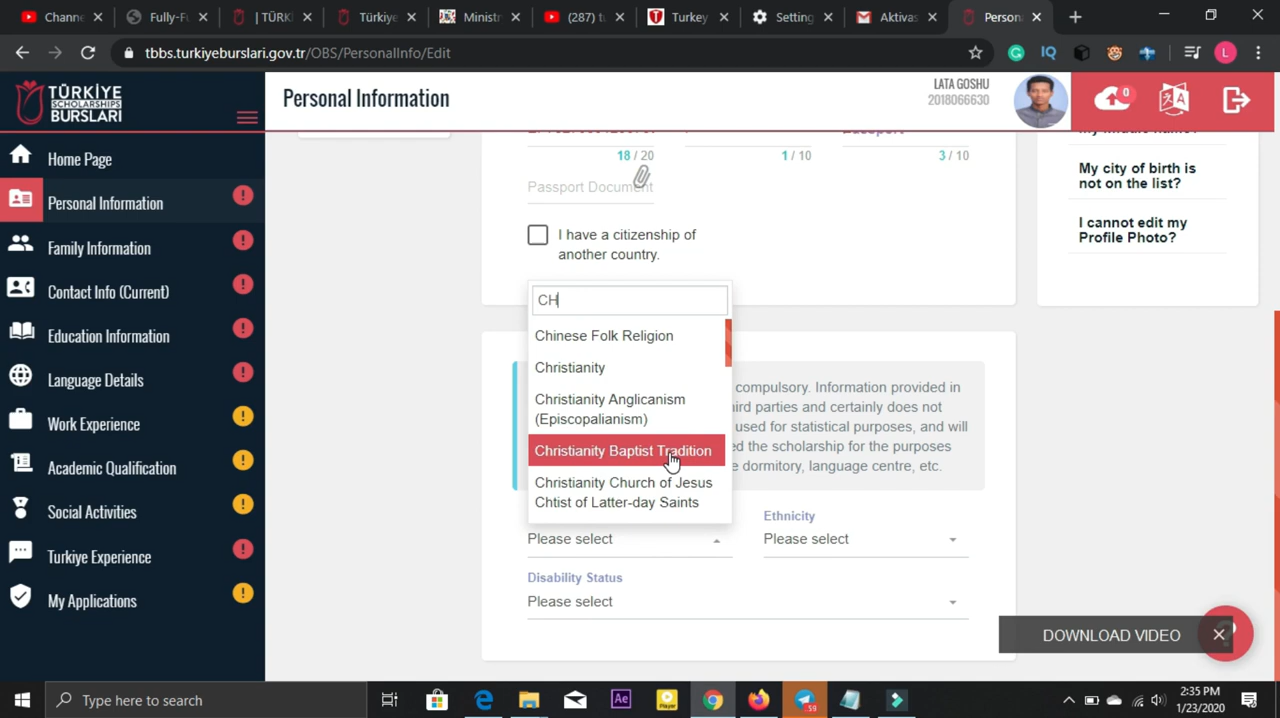 Channe
Fully-Fu
| TÜRKİ
Türkiye
Ministr
(287) tu
Turkey
Setting
Aktivas
Person
tbbs.turkiyeburslari.gov.tr/OBS/PersonalInfo/Edit
TÜRKİYE
SCHOLARSHIPS
BURSLARI
Personal Information
LATA GOSHU
2018066630
0
Home Page
Personal Information
Family Information
Contact Info (Current)
Education Information
Language Details
Work Experience
Academic Qualification
Social Activities
Turkiye Experience
My Applications
18 / 20
1 / 10
3 / 10
Passport Document
I have a citizenship of
another country.
My city of birth is
not on the list?
I cannot edit my
Profile Photo?
CH
Chinese Folk Religion
Christianity
Christianity Anglicanism
(Episcopalianism)
Christianity Baptist Tradition
Christianity Church of Jesus
Chtist of Latter-day Saints
compulsory. Information provided in
ird parties and certainly does not
used for statistical purposes, and will
ed the scholarship for the purposes
e dormitory, language centre, etc.
Please select
Ethnicity
Please select
Disability Status
Please select
DOWNLOAD VIDEO
Type here to search
Player
59
2:35 PM
1/23/2020